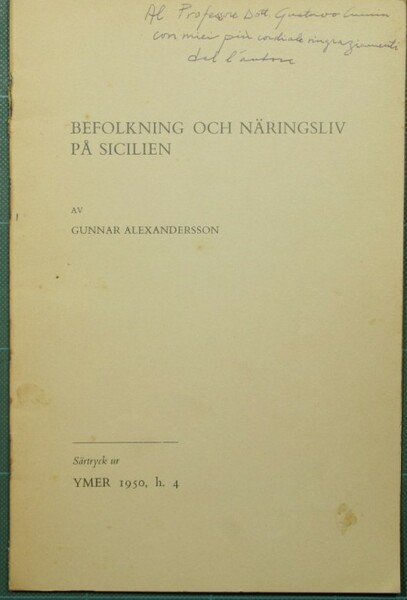 Al Professore Dott. Gustavo
con miei più cordiali ringraziamenti
dal l'autore
BEFOLKNING OCH NÄRINGSLIV
PÅ SICILIEN
AV
GUNNAR ALEXANDERSSON
Särtryck ur
YMER 1950, h. 4